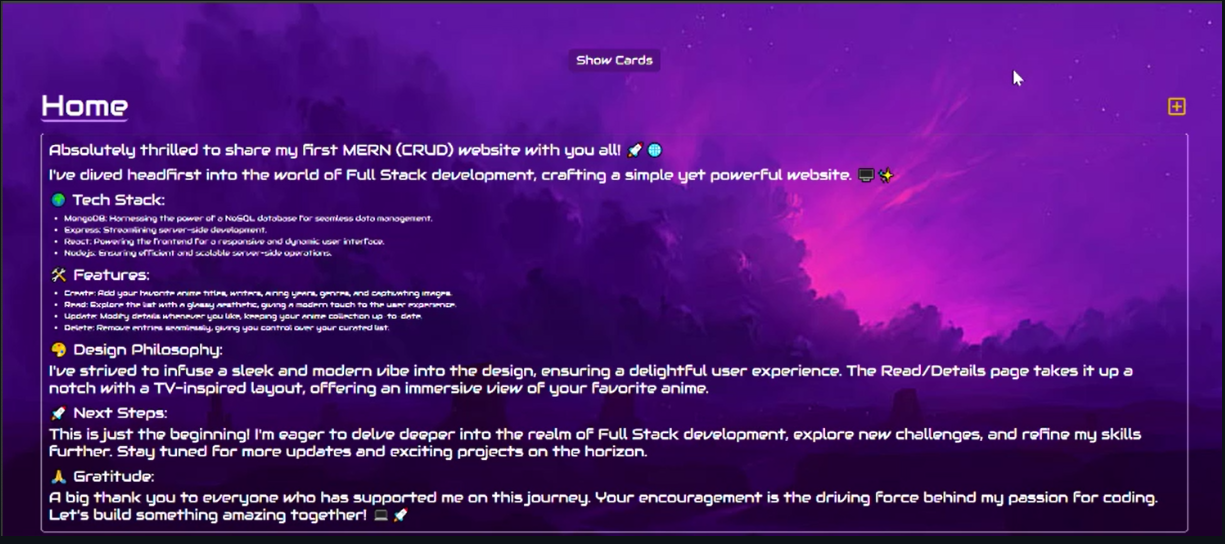 Show Cards
Home
Absolutely thrilled to share my first MERN (CRUD) website with you all! 🚀 🌐
I've dived headfirst into the world of Full Stack development, crafting a simple yet powerful website. 🖥️ ✨
🌍 Tech Stack:
• MongoDB: Harnessing the power of a NoSQL database for seamless data management.
• Express: Streamlining server-side development.
• React: Powering the frontend for a responsive and dynamic user interface.
• Nodejs: Ensuring efficient and scalable server-side operations.
🛠️ Features:
• Create: Add your favorite anime titles, writers, airing years, genres, and captivating images.
• Read: Explore the list with a glassy aesthetic, giving a modern touch to the user experience.
• Update: Modify details whenever you like, keeping your anime collection up-to-date.
• Delete: Remove entries seamlessly, giving you control over your curated list.
🎨 Design Philosophy:
I've strived to infuse a sleek and modern vibe into the design, ensuring a delightful user experience. The Read/Details page takes it up a
notch with a TV-inspired layout, offering an immersive view of your favorite anime.
🚀 Next Steps:
This is just the beginning! I'm eager to delve deeper into the realm of Full Stack development, explore new challenges, and refine my skills
further. Stay tuned for more updates and exciting projects on the horizon.
🙏 Gratitude:
A big thank you to everyone who has supported me on this journey. Your encouragement is the driving force behind my passion for coding.
Let's build something amazing together! 💻 🚀